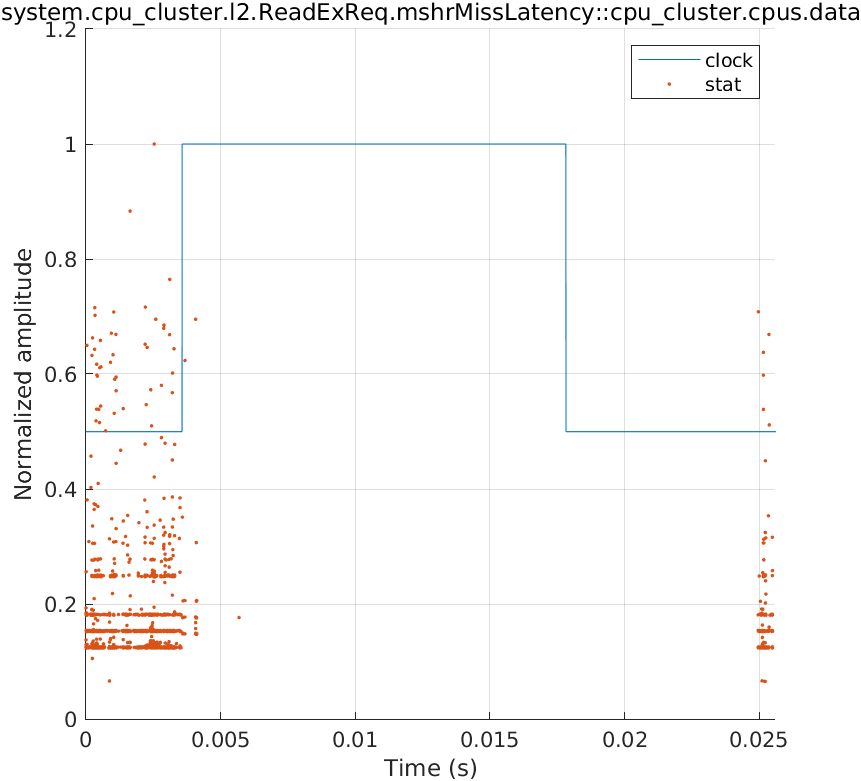 system.cpu_cluster.l2.ReadExReq.mshrMissLatency::cpu_cluster.cpus.data
1.2
clock
stat
1
0.8
0.6
0.4
0.2
0
Normalized amplitude
0
0.005
0.01
0.015
0.02
0.025
Time (s)